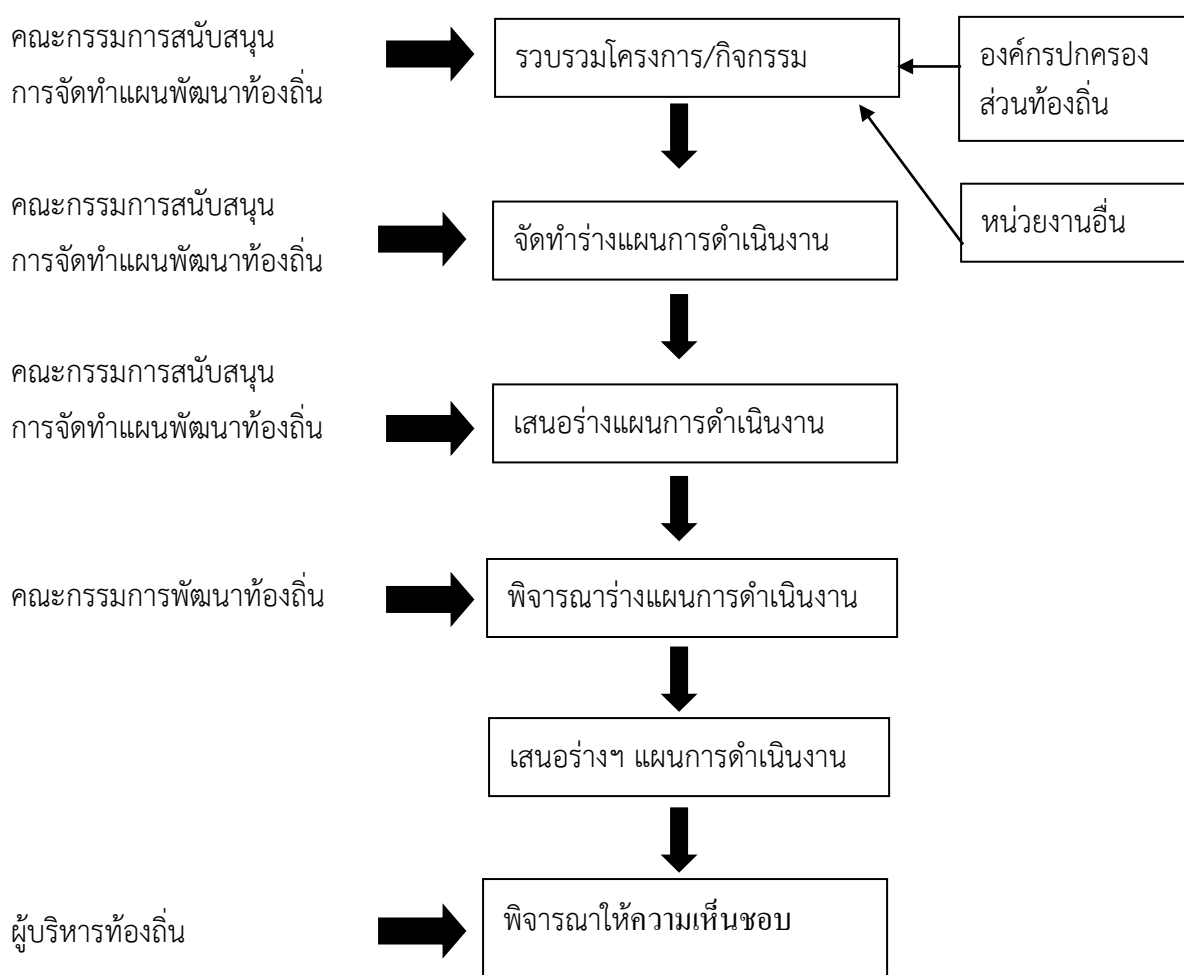 คณะกรรมการสนับสนุน
การจัดทำแผนพัฒนาท้องถิ่น
รวบรวมโครงการ/กิจกรรม
องค์กรปกครอง
ส่วนท้องถิ่น
คณะกรรมการสนับสนุน
การจัดทำแผนพัฒนาท้องถิ่น
จัดทำร่างแผนการดำเนินงาน
หน่วยงานอื่น
คณะกรรมการสนับสนุน
การจัดทำแผนพัฒนาท้องถิ่น
เสนอร่างแผนการดำเนินงาน
คณะกรรมการพัฒนาท้องถิ่น
พิจารณาร่างแผนการดำเนินงาน
เสนอร่างฯ แผนการดำเนินงาน
ผู้บริหารท้องถิ่น
พิจารณาให้ความเห็นชอบ